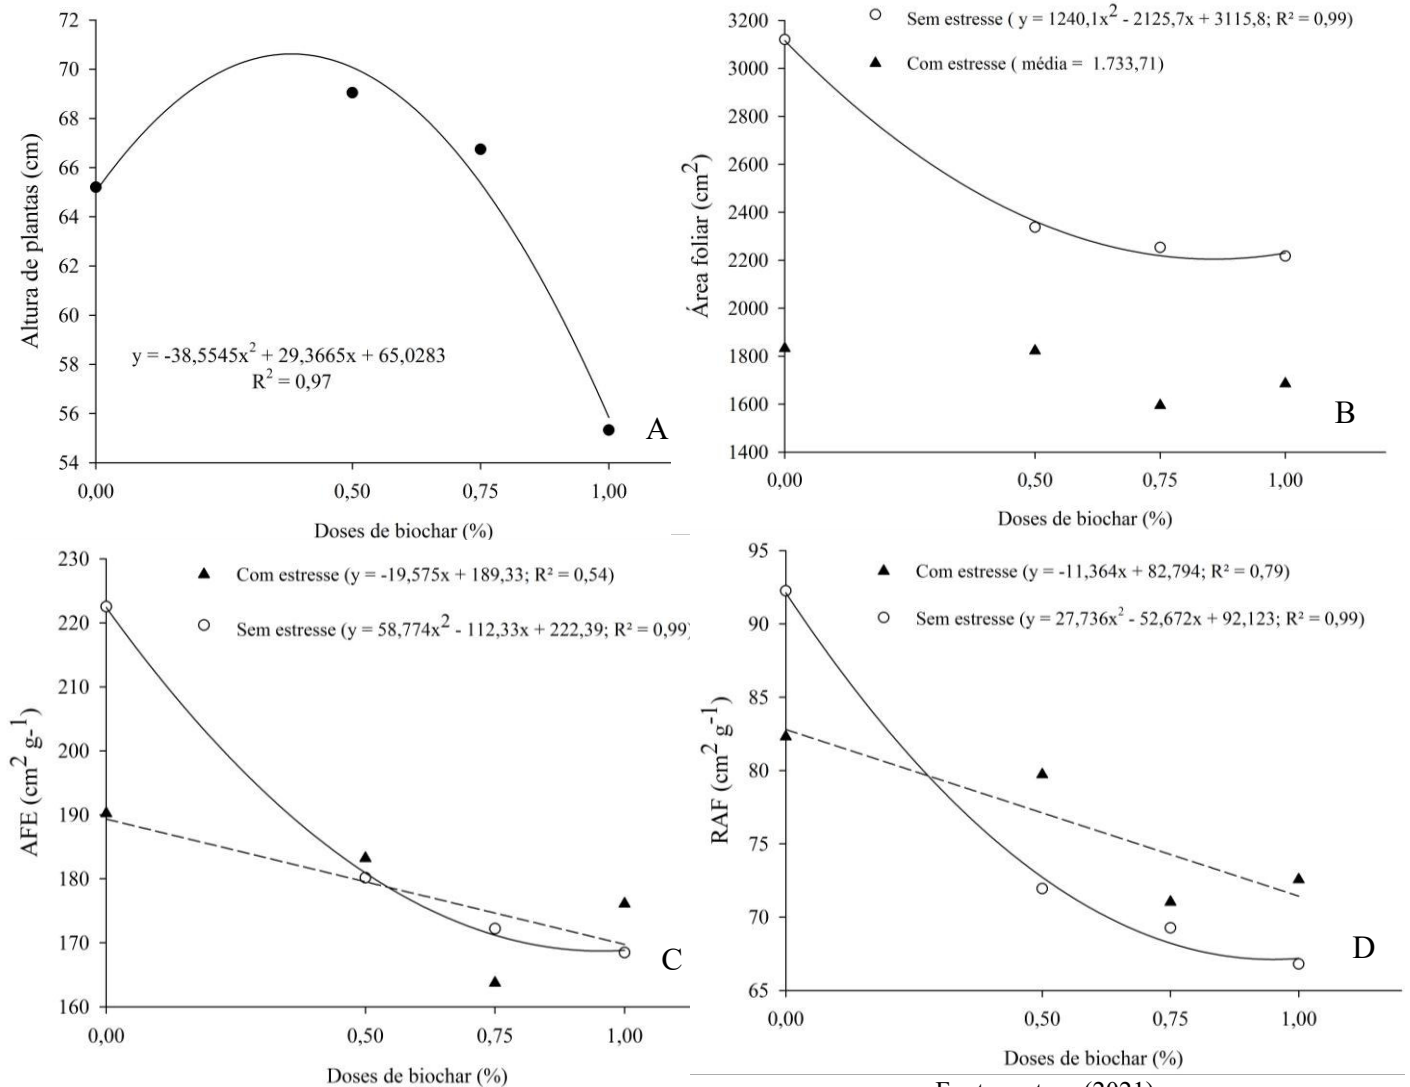 72
70
68
66
64
62
60
58
56
54
Altura de plantas (cm)
y = -38,5545x² + 29,3665x + 65,0283
R² = 0,97
A
0,00 0,50 0,75 1,00
Doses de biochar (%)
3200
3000
2800
2600
2400
2200
2000
1800
1600
1400
Área foliar (cm²)
Sem estresse ( y = 1240,1x² - 2125,7x + 3115,8; R² = 0,99)
Com estresse ( média = 1.733,71)
B
0,00 0,50 0,75 1,00
Doses de biochar (%)
230
220
210
200
190
180
170
160
AFE (cm² g-¹)
Com estresse (y = -19,575x + 189,33; R² = 0,54)
Sem estresse (y = 58,774x² - 112,33x + 222,39; R² = 0,99)
C
0,00 0,50 0,75 1,00
Doses de biochar (%)
95
90
85
80
75
70
65
RAF (cm² g⁻¹)
Com estresse (y = -11,364x + 82,794; R² = 0,79)
Sem estresse (y = 27,736x² - 52,672x + 92,123; R² = 0,99)
D
0,00 0,50 0,75 1,00
Doses de biochar (%)
(2021)